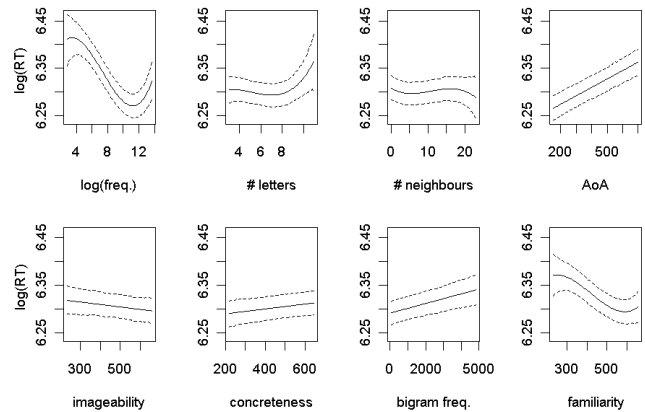 log(RT)
6.25 6.35 6.45
4 8 12
log(freq.)
6.25 6.35 6.45
4 6 8
# letters
6.25 6.35 6.45
0 10 20
# neighbours
6.25 6.35 6.45
200 500
AoA
log(RT)
6.25 6.35 6.45
300 500
imageability
6.25 6.35 6.45
200 400 600
concreteness
6.25 6.35 6.45
0 2000 5000
bigram freq.
6.25 6.35 6.45
300 500
familiarity